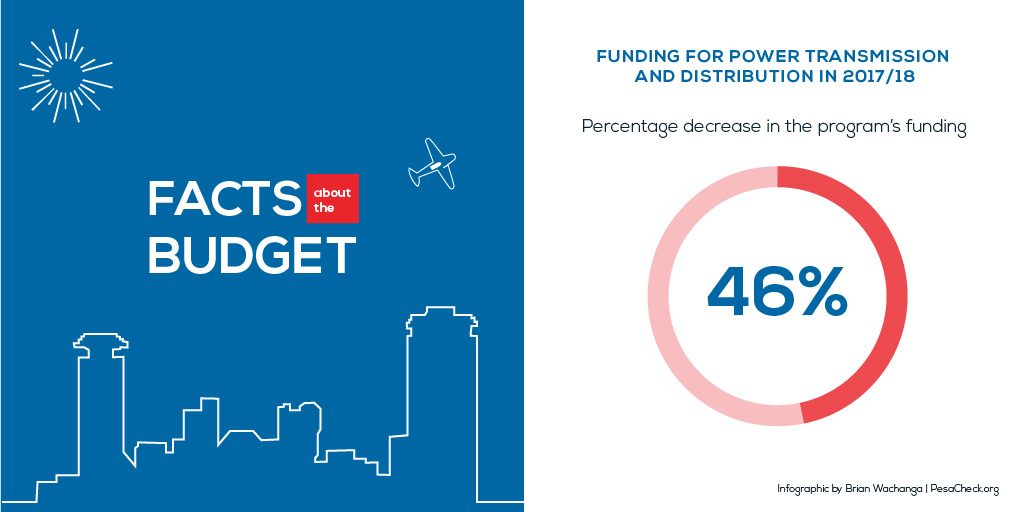 FACTS about the
BUDGET
FUNDING FOR POWER TRANSMISSION
AND DISTRIBUTION IN 2017/18
Percentage decrease in the program's funding
46%
Infographic by Brian Wachanga | PesaCheck.org